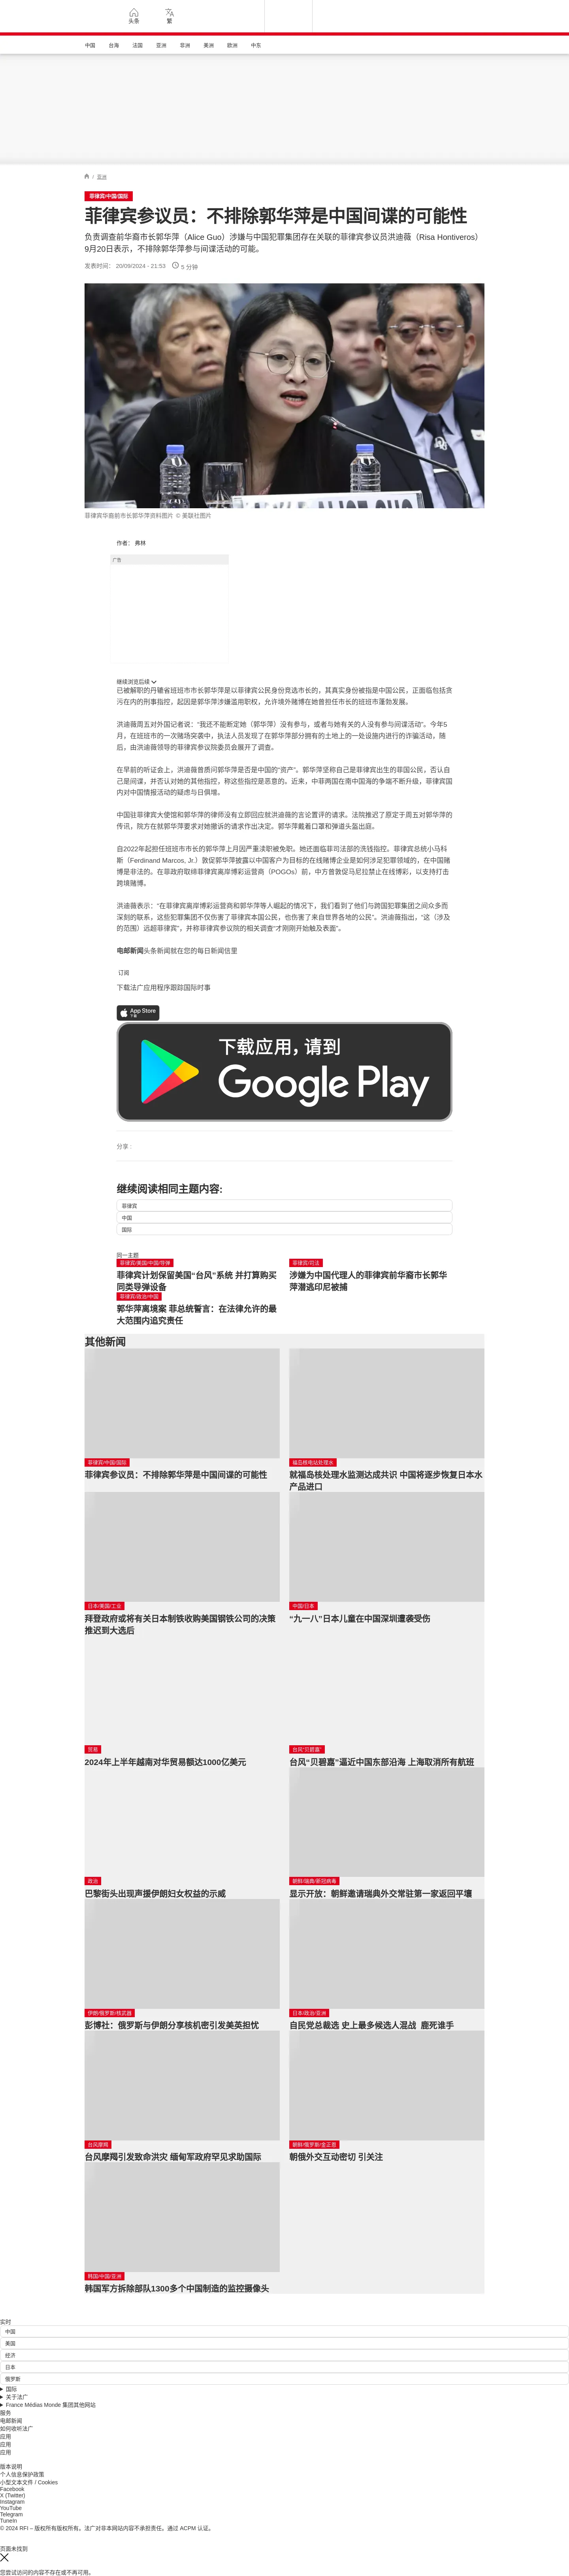 头条
繁
中国
台海
法国
亚洲
非洲
美洲
欧洲
中东
/ 亚洲
菲律宾/中国/国际
菲律宾参议员：不排除郭华萍是中国间谍的可能性
负责调查前华裔市长郭华萍（Alice Guo）涉嫌与中国犯罪集团存在关联的菲律宾参议员洪迪薇（Risa Hontiveros）
9月20日表示，不排除郭华萍参与间谍活动的可能。
发表时间： 20/09/2024 - 21:53
5 分钟
菲律宾华裔前市长郭华萍资料图片 © 美联社图片
作者： 弗林
广告
继续浏览后续
已被解职的丹辘省班班市市长郭华萍是以菲律宾公民身份竞选市长的，其真实身份被指是中国公民，正面临包括贪
污在内的刑事指控，起因是郭华萍涉嫌滥用职权，允许境外赌博在她曾担任市长的班班市蓬勃发展。
洪迪薇周五对外国记者说：“我还不能断定她（郭华萍）没有参与，或者与她有关的人没有参与间谍活动”。今年5
月，在班班市的一次赌场突袭中，执法人员发现了在郭华萍部分拥有的土地上的一处设施内进行的诈骗活动，随
后，由洪迪薇领导的菲律宾参议院委员会展开了调查。
在早前的听证会上，洪迪薇曾质问郭华萍是否是中国的“资产”。郭华萍坚称自己是菲律宾出生的菲国公民，否认自
己是间谍，并否认对她的其他指控，称这些指控是恶意的。近来，中菲两国在南中国海的争端不断升级，菲律宾国
内对中国情报活动的疑虑与日俱增。
中国驻菲律宾大使馆和郭华萍的律师没有立即回应就洪迪薇的言论置评的请求。法院推迟了原定于周五对郭华萍的
传讯，院方在就郭华萍要求对她撤诉的请求作出决定。郭华萍戴着口罩和弹道头盔出庭。
自2022年起担任班班市市长的郭华萍上月因严重渎职被免职。她还面临菲司法部的洗钱指控。菲律宾总统小马科
斯（Ferdinand Marcos, Jr.）敦促郭华萍披露以中国客户为目标的在线赌博企业是如何涉足犯罪领域的，在中国赌
博是非法的。在菲政府取缔菲律宾离岸博彩运营商（POGOs）前，中方曾敦促马尼拉禁止在线博彩，以支持打击
跨境赌博。
洪迪薇表示：“在菲律宾离岸博彩运营商和郭华萍等人崛起的情况下，我们看到了他们与跨国犯罪集团之间众多而
深刻的联系，这些犯罪集团不仅伤害了菲律宾本国公民，也伤害了来自世界各地的公民”。洪迪薇指出，“这（涉及
的范围）远超菲律宾”，并称菲律宾参议院的相关调查“才刚刚开始触及表面”。
电邮新闻头条新闻就在您的每日新闻信里
订阅
下载法广应用程序跟踪国际时事
App Store
下载
下载应用，请到
Google Play
分享 :
继续阅读相同主题内容:
菲律宾
中国
国际
同一主题
菲律宾/美国/中国/导弹
菲律宾计划保留美国“台风”系统 并打算购买
同类导弹设备
菲律宾/司法
涉嫌为中国代理人的菲律宾前华裔市长郭华
萍潜逃印尼被捕
菲律宾/政治/中国
郭华萍离境案 菲总统誓言：在法律允许的最
大范围内追究责任
其他新闻
菲律宾/中国/国际
菲律宾参议员：不排除郭华萍是中国间谍的可能性
福岛核电站处理水
就福岛核处理水监测达成共识 中国将逐步恢复日本水
产品进口
日本/美国/工业
拜登政府或将有关日本制铁收购美国钢铁公司的决策
推迟到大选后
中国/日本
“九一八”日本儿童在中国深圳遭袭受伤
贸易
2024年上半年越南对华贸易额达1000亿美元
台风“贝碧嘉”
台风“贝碧嘉”逼近中国东部沿海 上海取消所有航班
政治
巴黎街头出现声援伊朗妇女权益的示威
朝鲜/瑞典/新冠病毒
显示开放：朝鲜邀请瑞典外交常驻第一家返回平壤
伊朗/俄罗斯/核武器
彭博社：俄罗斯与伊朗分享核机密引发美英担忧
日本/政治/亚洲
自民党总裁选 史上最多候选人混战 鹿死谁手
台风摩羯
台风摩羯引发致命洪灾 缅甸军政府罕见求助国际
朝鲜/俄罗斯/金正恩
朝俄外交互动密切 引关注
韩国/中国/亚洲
韩国军方拆除部队1300多个中国制造的监控摄像头
实时
中国
美国
经济
日本
俄罗斯
国际
关于法广
France Médias Monde 集团其他网站
服务
电邮新闻
如何收听法广
应用
应用
应用
版本说明
个人信息保护政策
小型文本文件 / Cookies
Facebook
X (Twitter)
Instagram
YouTube
Telegram
TuneIn
© 2024 RFI – 版权所有版权所有。法广对非本网站内容不承担责任。通过 ACPM 认证。
页面未找到
您尝试访问的内容不存在或不再可用。